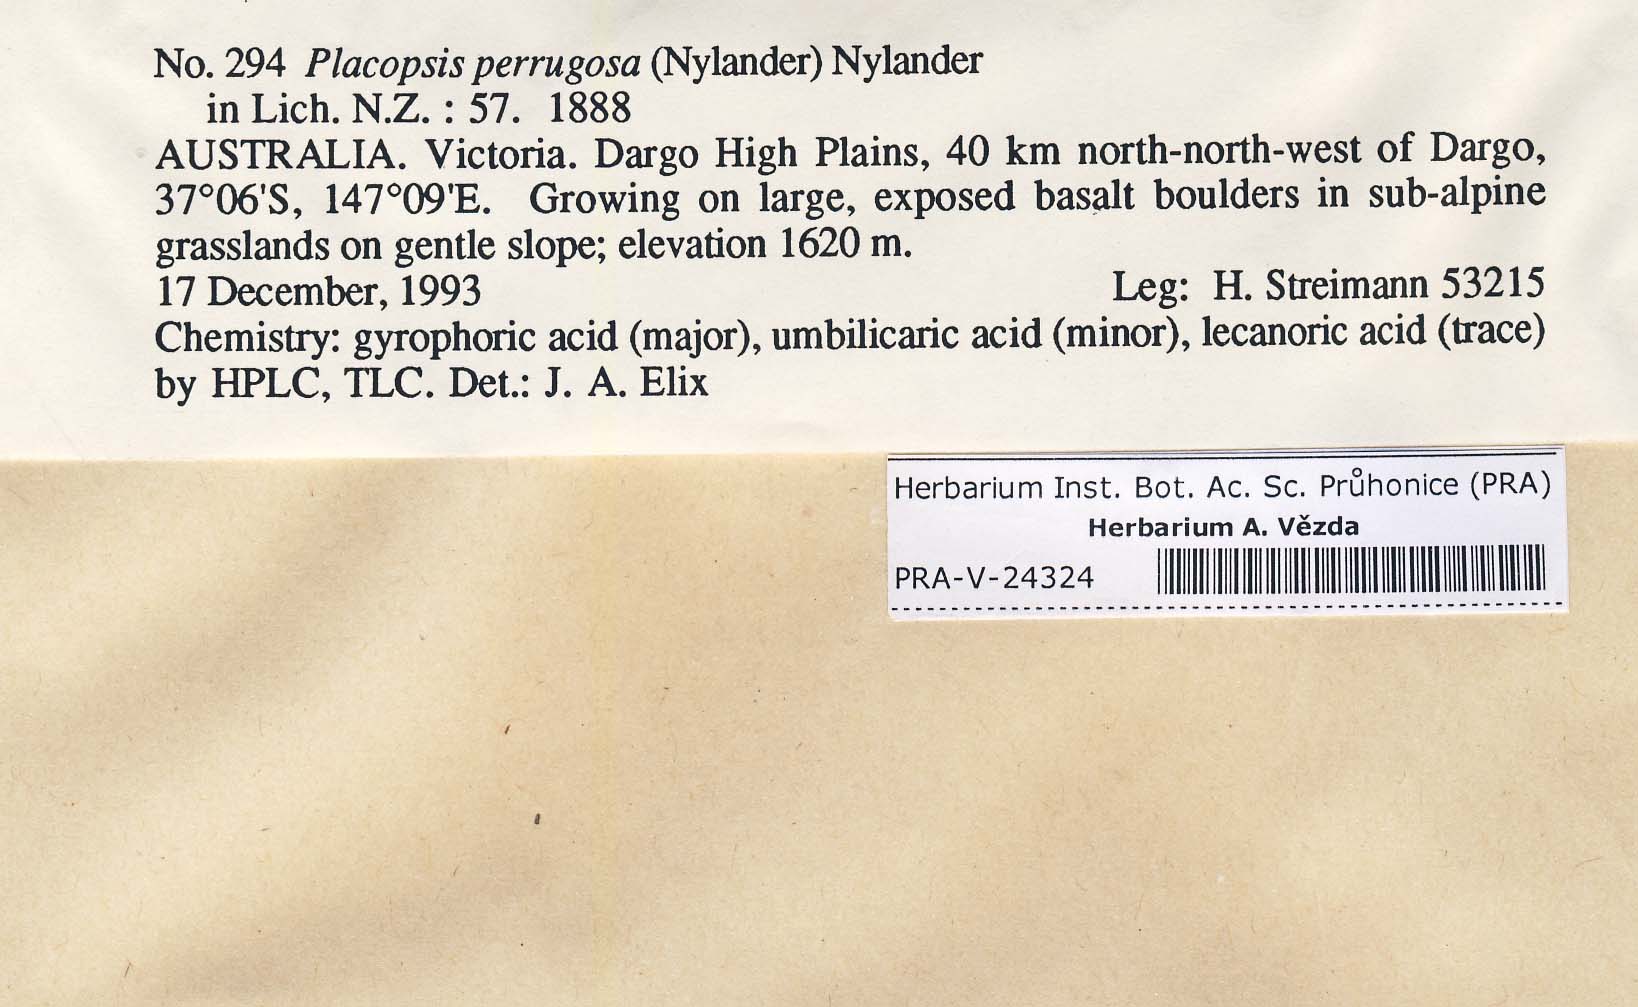 No. 294 Placopsis perrugosa (Nylander) Nylander
in Lich. N.Z. : 57. 1888
AUSTRALIA. Victoria. Dargo High Plains, 40 km north-north-west of Dargo,
37°06'S, 147°09'E. Growing on large, exposed basalt boulders in sub-alpine
grasslands on gentle slope; elevation 1620 m.
17 December, 1993 Leg: H. Streimann 53215
Chemistry: gyrophoric acid (major), umbilicaric acid (minor), lecanoric acid (trace)
by HPLC, TLC. Det.: J. A. Elix
Herbarium Inst. Bot. Ac. Sc. Průhonice (PRA)
Herbarium A. Vězda
PRA-V-24324